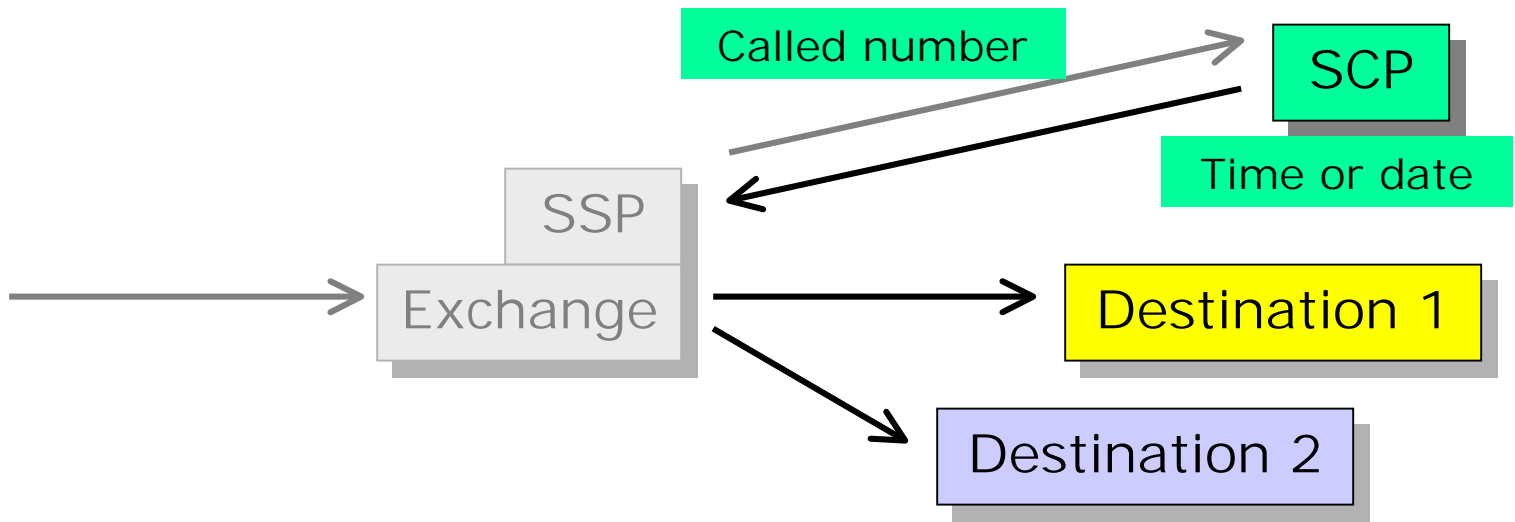 Called number
SCP
Time or date
SSP
Exchange
Destination 1
Destination 2